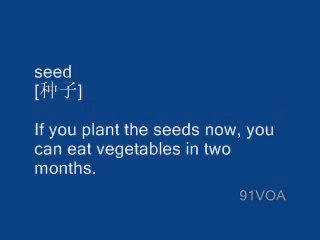 seed
[种子]
If you plant the seeds now, you
can eat vegetables in two
months.
91VOA